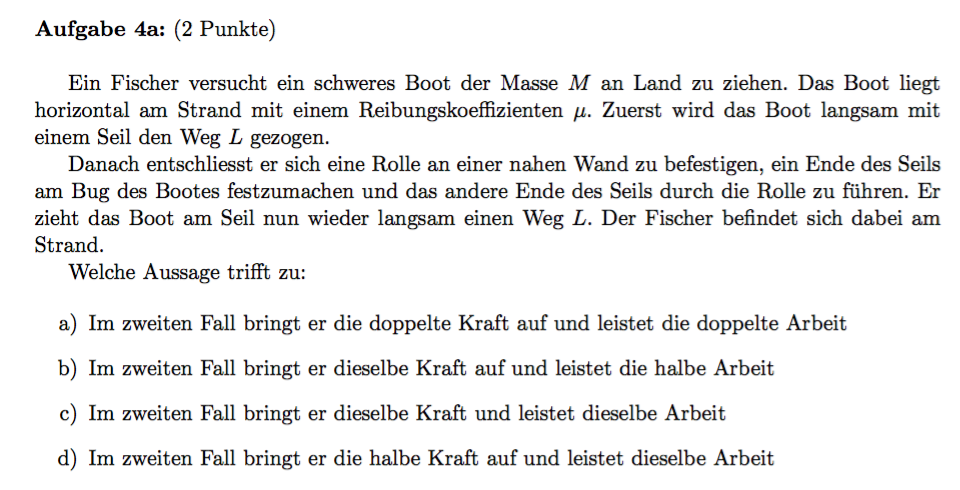 Aufgabe 4a: (2 Punkte)
Ein Fischer versucht ein schweres Boot der Masse M an Land zu ziehen. Das Boot liegt
horizontal am Strand mit einem Reibungskoeffizienten μ. Zuerst wird das Boot langsam mit
einem Seil den Weg L gezogen.
Danach entschliesst er sich eine Rolle an einer nahen Wand zu befestigen, ein Ende des Seils
am Bug des Bootes festzumachen und das andere Ende des Seils durch die Rolle zu führen. Er
zieht das Boot am Seil nun wieder langsam einen Weg L. Der Fischer befindet sich dabei am
Strand.
Welche Aussage trifft zu:
a) Im zweiten Fall bringt er die doppelte Kraft auf und leistet die doppelte Arbeit
b) Im zweiten Fall bringt er dieselbe Kraft auf und leistet die halbe Arbeit
c) Im zweiten Fall bringt er dieselbe Kraft und leistet dieselbe Arbeit
d) Im zweiten Fall bringt er die halbe Kraft auf und leistet dieselbe Arbeit